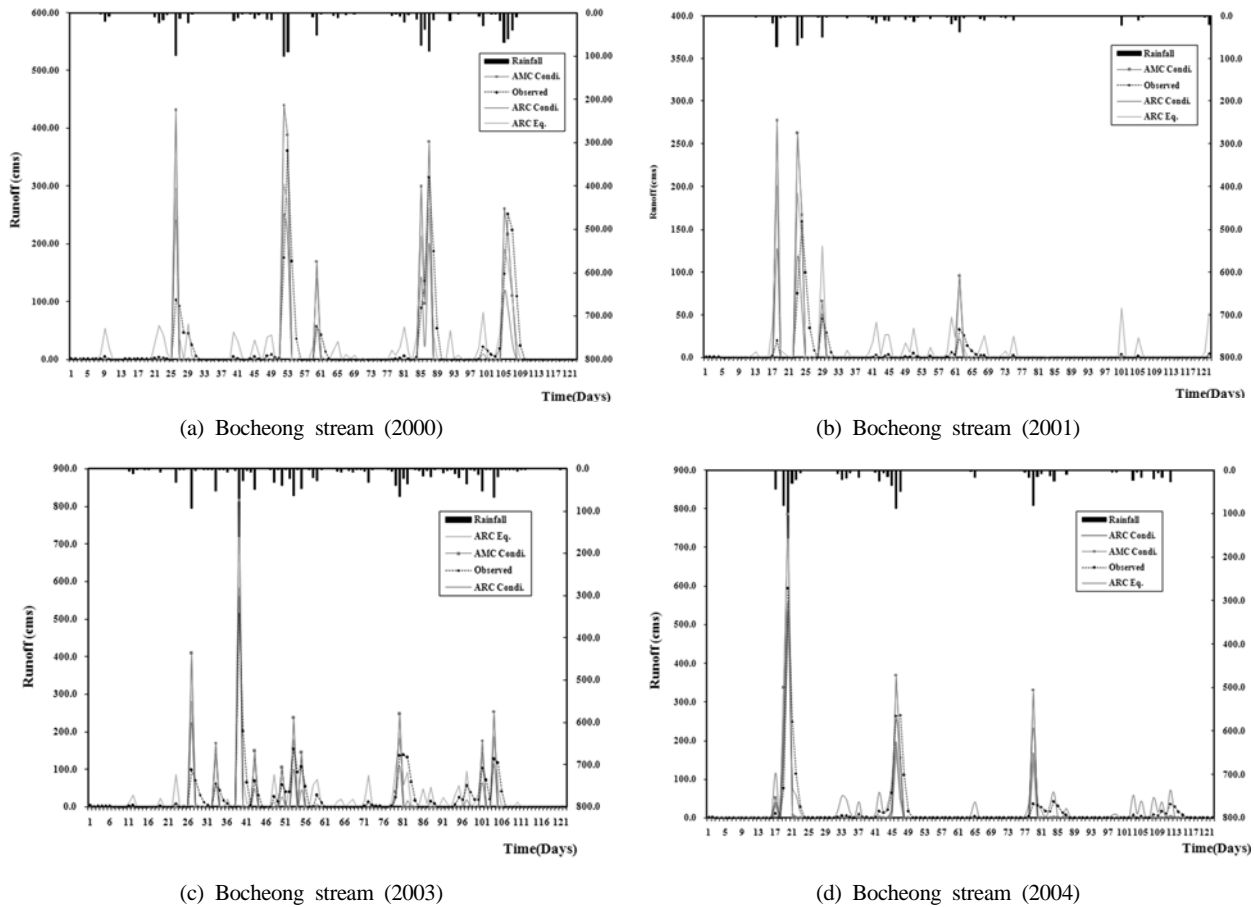 600.00
500.00
400.00
300.00
200.00
100.00
0.00
Runoff (cms)
0.00
100.00
200.00
300.00
400.00
500.00
600.00
700.00
800.00
Rainfall
AMC Condi.
Observed
ARC Condi.
ARC Eq.
1 5 9 13 17 21 25 29 33 37 41 45 49 53 57 61 65 69 73 77 81 85 89 93 97 101 105 109 113 117 121
Time(Days)
(a) Bocheong stream (2000)
400.0
350.0
300.0
250.0
200.0
150.0
100.0
50.0
0.0
Runoff (cms)
0.0
100.0
200.0
300.0
400.0
500.0
600.0
700.0
800.0
Rainfall
AMC Condi.
Observed
ARC Condi.
ARC Eq.
1 5 9 13 17 21 25 29 33 37 41 45 49 53 57 61 65 69 73 77 81 85 89 93 97 101 105 109 113 117 121
Time(Days)
(b) Bocheong stream (2001)
900.0
800.0
700.0
600.0
500.0
400.0
300.0
200.0
100.0
0.0
Runoff (cms)
0.0
100.0
200.0
300.0
400.0
500.0
600.0
700.0
800.0
Rainfall
ARC Eq.
AMC Condi.
Observed
ARC Condi.
1 6 11 16 21 26 31 36 41 46 51 56 61 66 71 76 81 86 91 96 101 106 111 116 121
Time(Days)
(c) Bocheong stream (2003)
900.0
800.0
700.0
600.0
500.0
400.0
300.0
200.0
100.0
0.0
Runoff (cms)
0.0
100.0
200.0
300.0
400.0
500.0
600.0
700.0
800.0
Rainfall
ARC Condi.
AMC Condi.
Observed
ARC Eq.
1 5 9 13 17 21 25 29 33 37 41 45 49 53 57 61 65 69 73 77 81 85 89 93 97 101 105 109 113 117 121
Time(Days)
(d) Bocheong stream (2004)